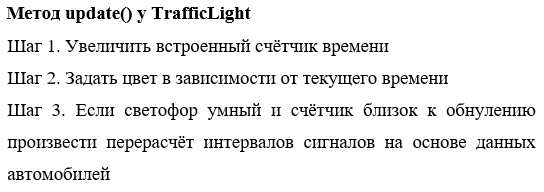 Метод update() у TrafficLight
Шаг 1. Увеличить встроенный счётчик времени
Шаг 2. Задать цвет в зависимости от текущего времени
Шаг 3. Если светофор умный и счётчик близок к обнулению
произвести перерасчёт интервалов сигналов на основе данных
автомобилей